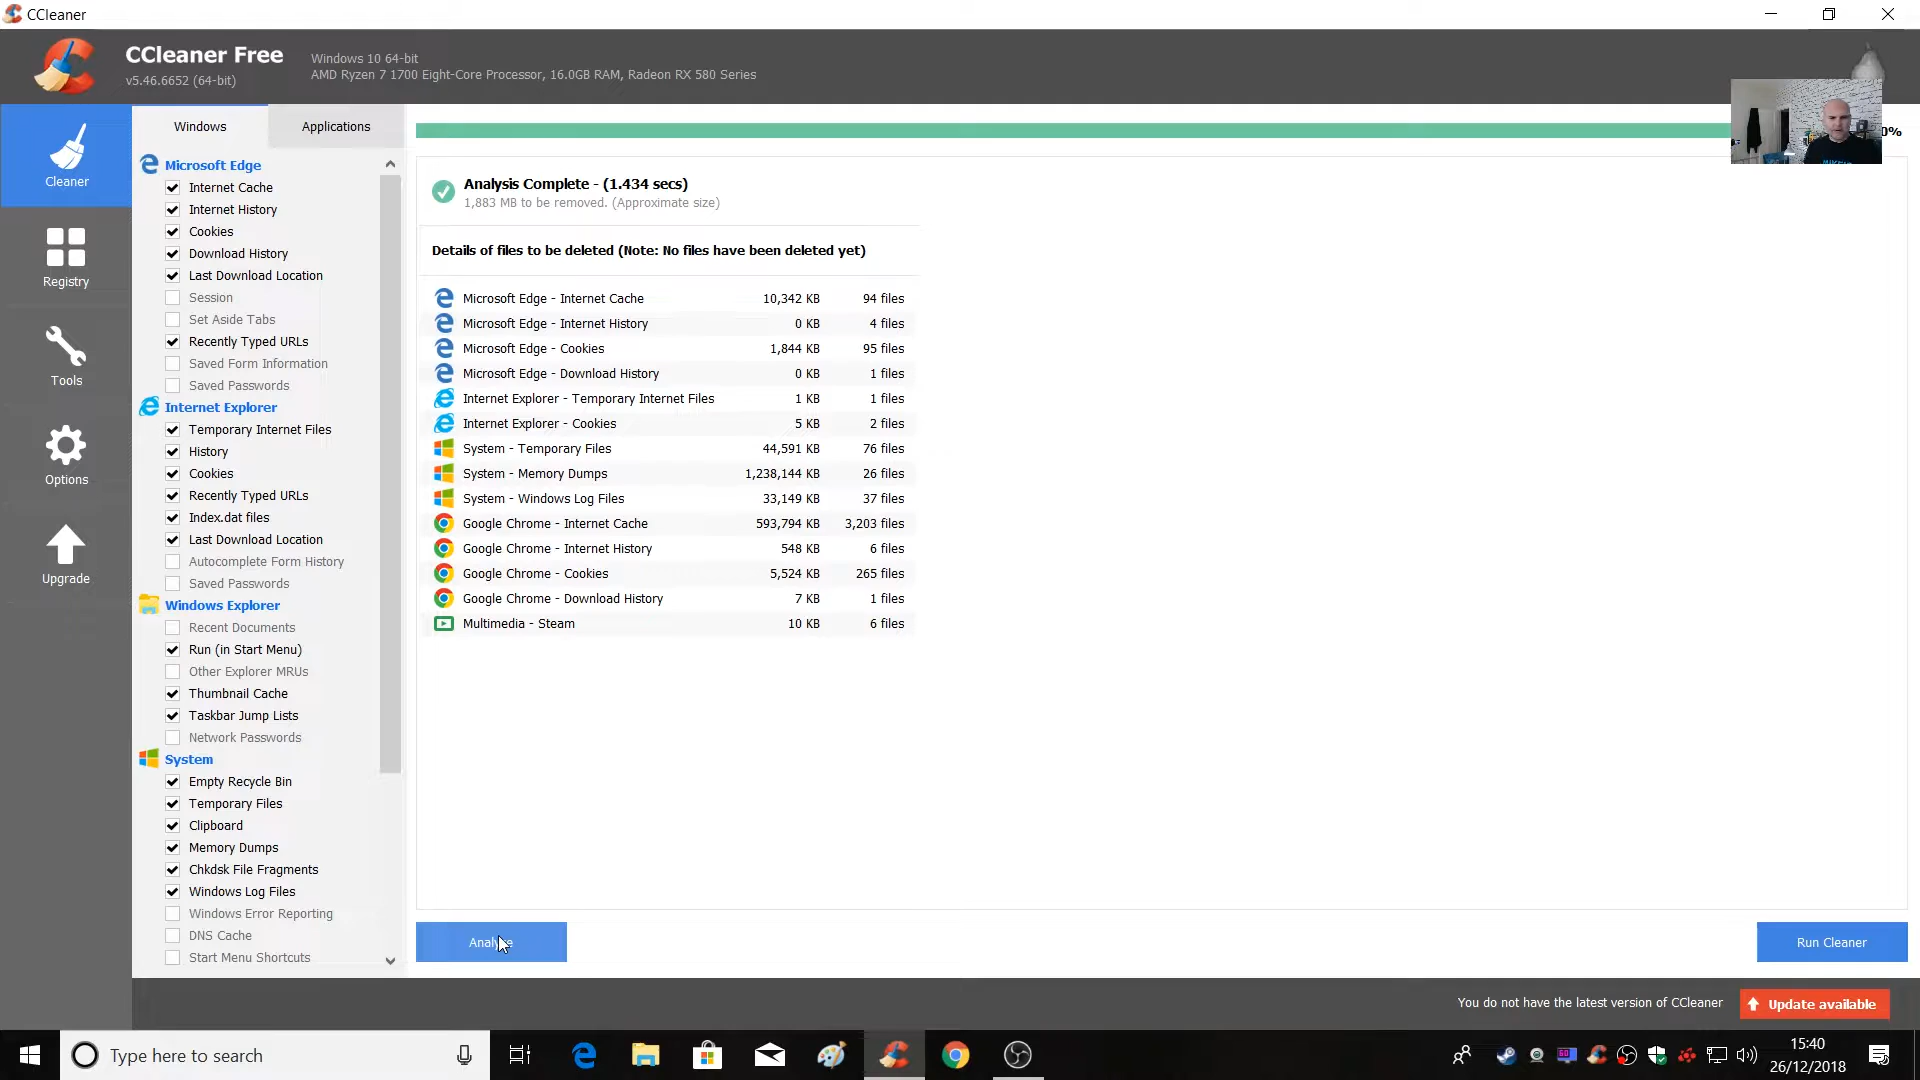 CCleaner
CCleaner Free
v5.46.6652 (64-bit)
Windows 10 64-bit
AMD Ryzen 7 1700 Eight-Core Processor, 16.0GB RAM, Radeon RX 580 Series
Cleaner
Registry
Tools
Options
Upgrade
Windows
Applications
Microsoft Edge
Internet Cache
Internet History
Cookies
Download History
Last Download Location
Session
Set Aside Tabs
Recently Typed URLs
Saved Form Information
Saved Passwords
Internet Explorer
Temporary Internet Files
History
Cookies
Recently Typed URLs
Index.dat files
Last Download Location
Autocomplete Form History
Saved Passwords
Windows Explorer
Recent Documents
Run (in Start Menu)
Other Explorer MRUs
Thumbnail Cache
Taskbar Jump Lists
Network Passwords
System
Empty Recycle Bin
Temporary Files
Clipboard
Memory Dumps
Chkdsk File Fragments
Windows Log Files
Windows Error Reporting
DNS Cache
Start Menu Shortcuts
0%
Analysis Complete - (1.434 secs)
1,883 MB to be removed. (Approximate size)
Details of files to be deleted (Note: No files have been deleted yet)
Microsoft Edge - Internet Cache 10,342 KB 94 files
Microsoft Edge - Internet History 0 KB 4 files
Microsoft Edge - Cookies 1,844 KB 95 files
Microsoft Edge - Download History 0 KB 1 files
Internet Explorer - Temporary Internet Files 1 KB 1 files
Internet Explorer - Cookies 5 KB 2 files
System - Temporary Files 44,591 KB 76 files
System - Memory Dumps 1,238,144 KB 26 files
System - Windows Log Files 33,149 KB 37 files
Google Chrome - Internet Cache 593,794 KB 3,203 files
Google Chrome - Internet History 548 KB 6 files
Google Chrome - Cookies 5,524 KB 265 files
Google Chrome - Download History 7 KB 1 files
Multimedia - Steam 10 KB 6 files
Analyze
Run Cleaner
You do not have the latest version of CCleaner
Update available
Type here to search
15:40
26/12/2018